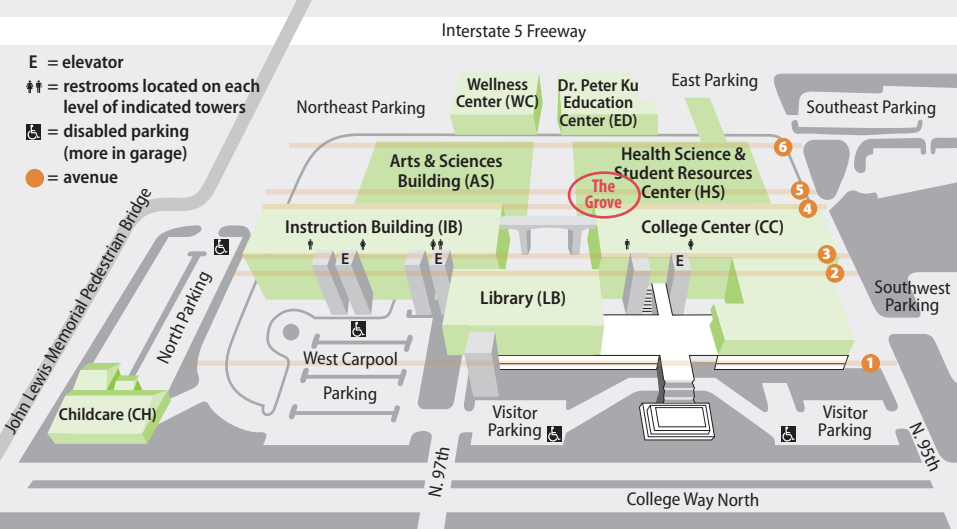 Interstate 5 Freeway
E = elevator
= restrooms located on each
level of indicated towers
= disabled parking
(more in garage)
= avenue
Northeast Parking
Wellness
Center (WC)
Dr. Peter Ku
Education
Center (ED)
East Parking
Southeast Parking
6
Arts & Sciences
Building (AS)
Health Science &
Student Resources
Center (HS)
The
Grove
5
4
Instruction Building (IB)
College Center (CC)
E
E
E
3
2
John Lewis Memorial Pedestrian Bridge
North Parking
Library (LB)
Southwest
Parking
West Carpool
Parking
1
Childcare (CH)
Visitor
Parking
Visitor
Parking
N. 97th
N. 95th
College Way North